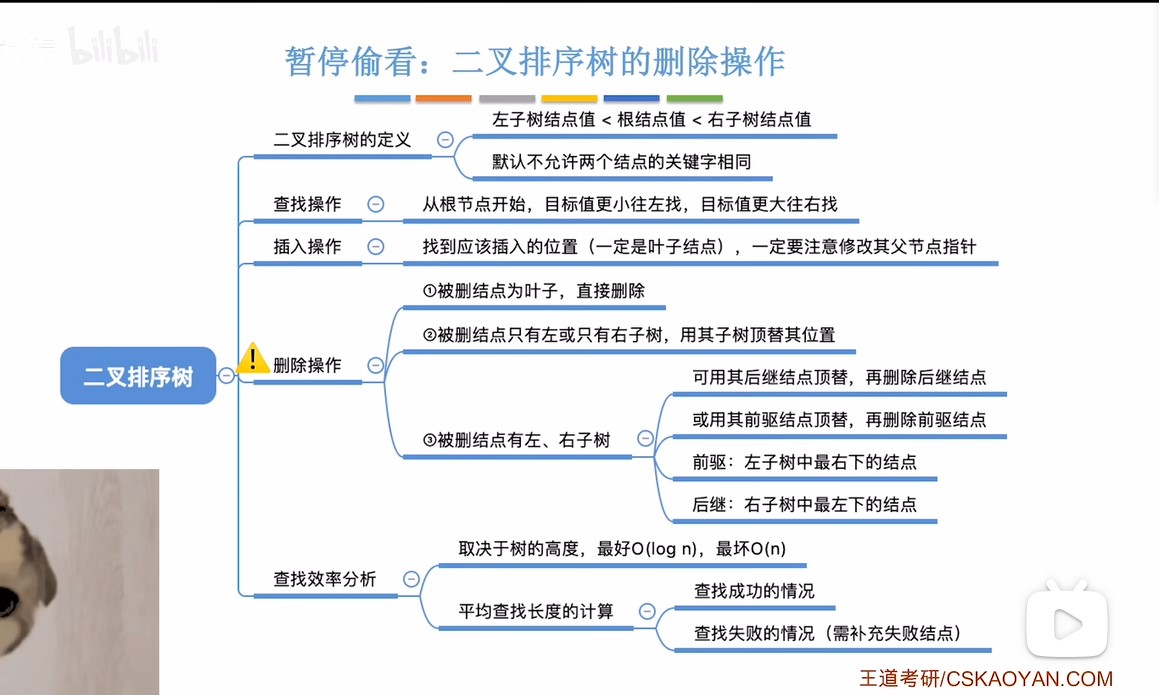 bilibili
暂停偷看：二叉排序树的删除操作
二叉排序树
二叉排序树的定义
左子树结点值 < 根结点值 < 右子树结点值
默认不允许两个结点的关键字相同
查找操作
从根节点开始，目标值更小往左找，目标值更大往右找
插入操作
找到应该插入的位置（一定是叶子结点），一定要注意修改其父节点指针
删除操作
①被删结点为叶子，直接删除
②被删结点只有左或只有右子树，用其子树顶替其位置
③被删结点有左、右子树
可用其后继结点顶替，再删除后继结点
或用其前驱结点顶替，再删除前驱结点
前驱：左子树中最右下的结点
后继：右子树中最左下的结点
查找效率分析
取决于树的高度，最好O(log n)，最坏O(n)
平均查找长度的计算
查找成功的情况
查找失败的情况（需补充失败结点）
王道考研/CSKAOYAN.COM